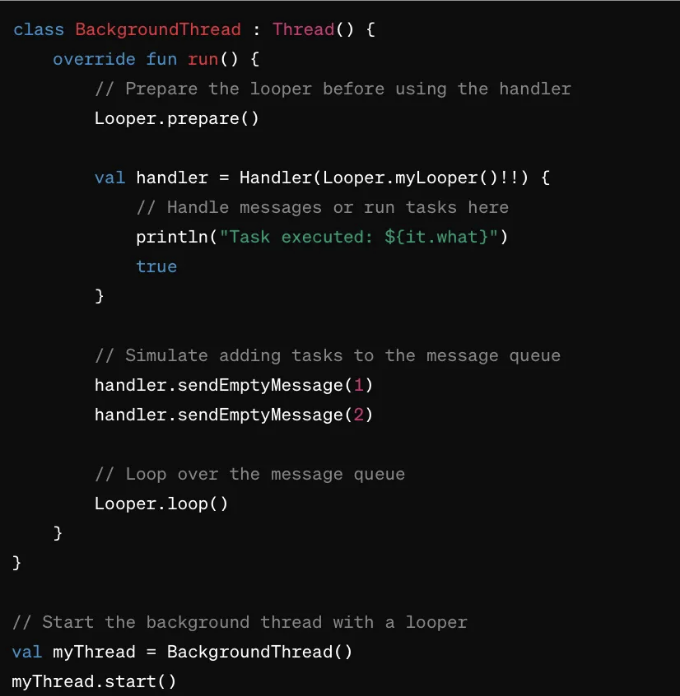 class BackgroundThread : Thread() {
    override fun run() {
        // Prepare the looper before using the handler
        Looper.prepare()

        val handler = Handler(Looper.myLooper()!!) {
            // Handle messages or run tasks here
            println("Task executed: ${it.what}")
            true
        }

        // Simulate adding tasks to the message queue
        handler.sendEmptyMessage(1)
        handler.sendEmptyMessage(2)

        // Loop over the message queue
        Looper.loop()
    }
}

// Start the background thread with a looper
val myThread = BackgroundThread()
myThread.start()